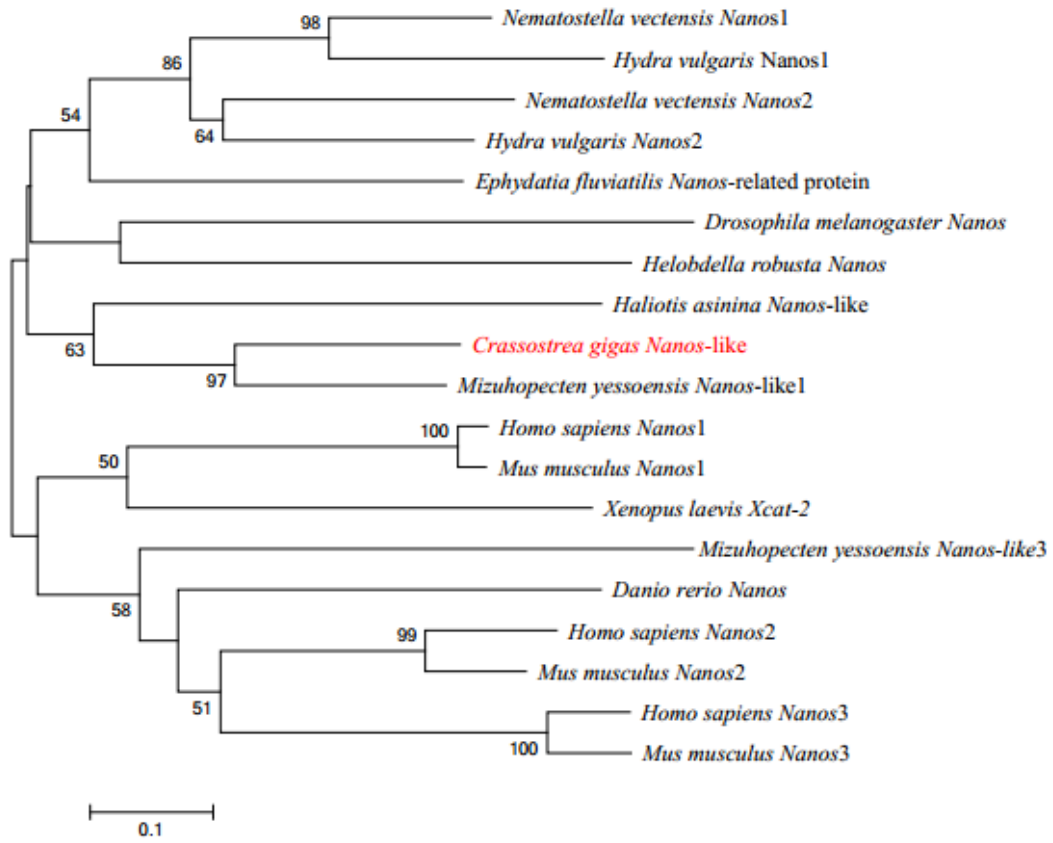 98
Nematostella vectensis Nanos1
Hydra vulgaris Nanos1
86
Nematostella vectensis Nanos2
54
64
Hydra vulgaris Nanos2
Ephydatia fluviatilis Nanos-related protein
Drosophila melanogaster Nanos
Helobdella robusta Nanos
Haliotis asinina Nanos-like
63
Crassostrea gigas Nanos-like
97
Mizuhopecten yessoensis Nanos-like1
100
Homo sapiens Nanos1
50
Mus musculus Nanos1
Xenopus laevis Xcat-2
Mizuhopecten yessoensis Nanos-like3
58
Danio rerio Nanos
99
Homo sapiens Nanos2
Mus musculus Nanos2
51
Homo sapiens Nanos3
100
Mus musculus Nanos3
0.1